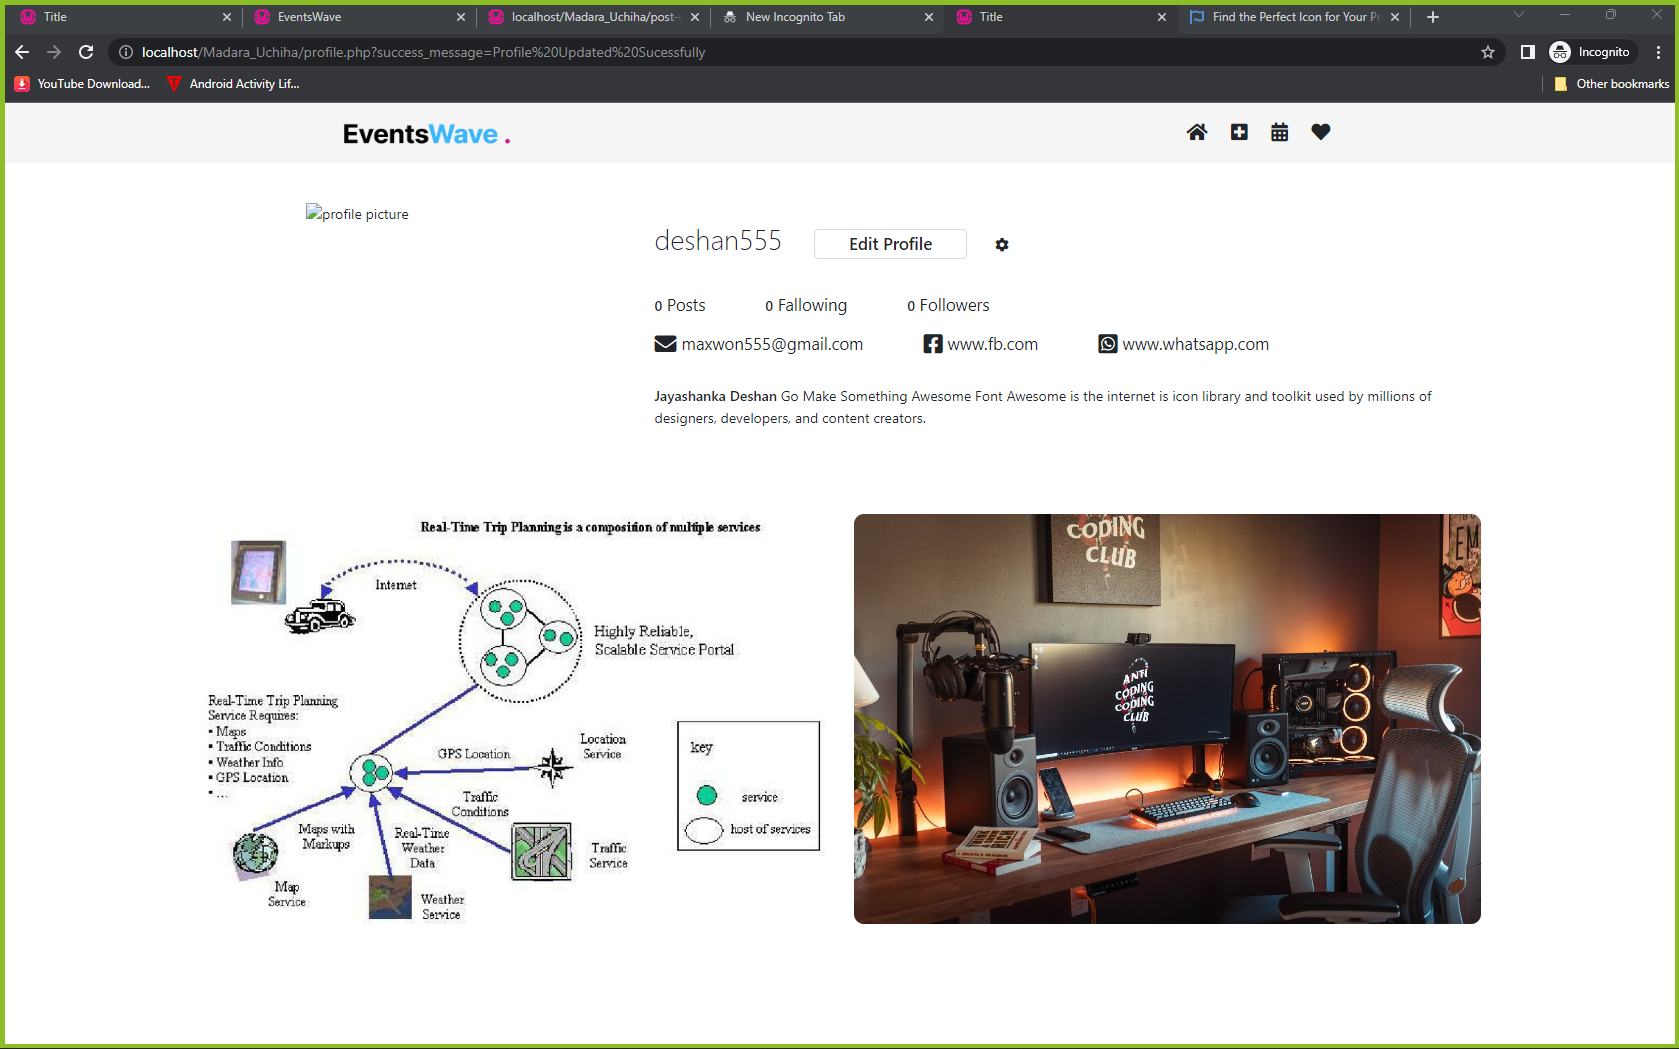 Title
EventsWave
localhost/Madara_Uchiha/post-
New Incognito Tab
Title
Find the Perfect Icon for Your Pr
localhost/Madara_Uchiha/profile.php?success_message=Profile%20Updated%20Sucessfully
Incognito
YouTube Download...
Android Activity Lif...
Other bookmarks
EventsWave .
profile picture
deshan555
Edit Profile
0 Posts
0 Fallowing
0 Followers
maxwon555@gmail.com
www.fb.com
www.whatsapp.com
Jayashanka Deshan Go Make Something Awesome Font Awesome is the internet is icon library and toolkit used by millions of
designers, developers, and content creators.
Real-Time Trip Planning is a composition of multiple services
Internet
Highly Reliable,
Scalable Service Portal
Real-Time Trip Planning
Service Requires:
▪ Maps
▪ Traffic Conditions
▪ Weather Info
▪ GPS Location
▪ ...
GPS Location
Location
Service
Traffic
Conditions
Maps with
Markups
Real-Time
Weather
Data
Traffic
Service
Map
Service
Weather
Service
key
service
host of services
CODING
CLUB
EM
ANTI
CODING
CODING
CLUB